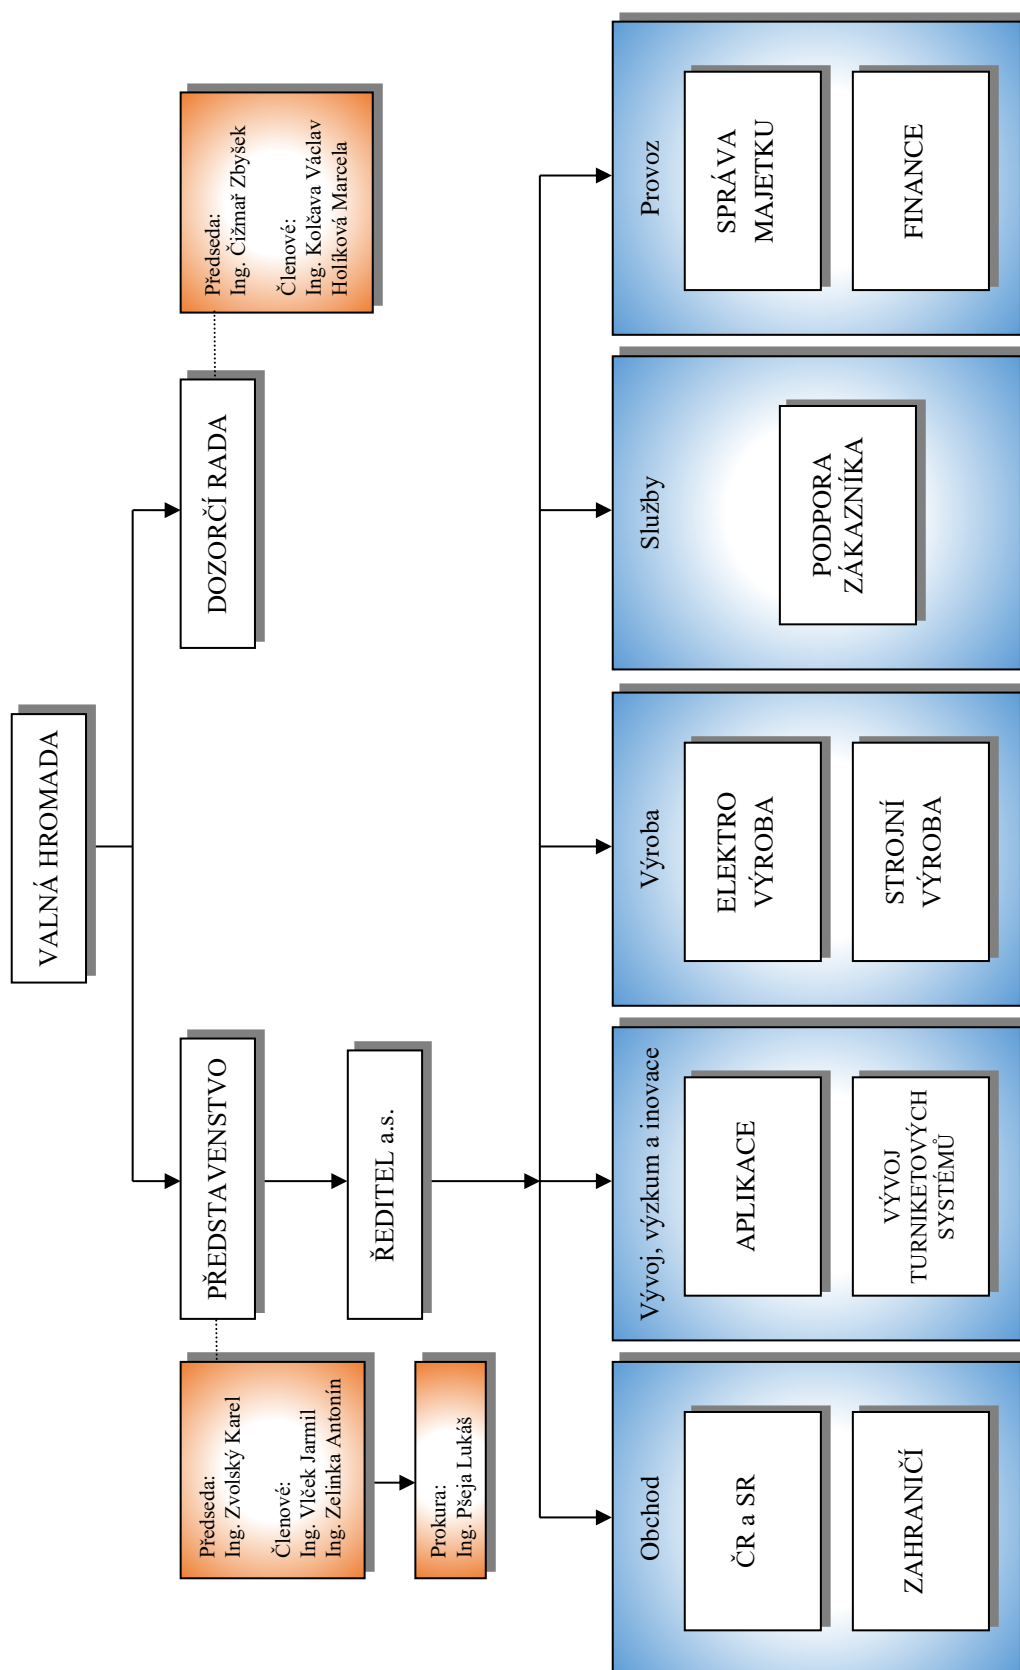 VALNÁ HROMADA
PŘEDSTAVENSTVO
DOZORČÍ RADA
Předseda:
Ing. Zvolský Karel
Členové:
Ing. Vlček Jarmil
Ing. Zelinka Antonín
Předseda:
Ing. Čižmař Zbyšek
Členové:
Ing. Kolčava Václav
Holíková Marcela
ŘEDITEL a.s.
Prokura:
Ing. Pšeja Lukáš
Obchod
ČR a SR
ZAHRANIČÍ
Vývoj, výzkum a inovace
APLIKACE
VÝVOJ
TURNIKETOVÝCH
SYSTÉMŮ
Výroba
ELEKTRO
VÝROBA
STROJNÍ
VÝROBA
Služby
PODPORA
ZÁKAZNÍKA
Provoz
SPRÁVA
MAJETKU
FINANCE